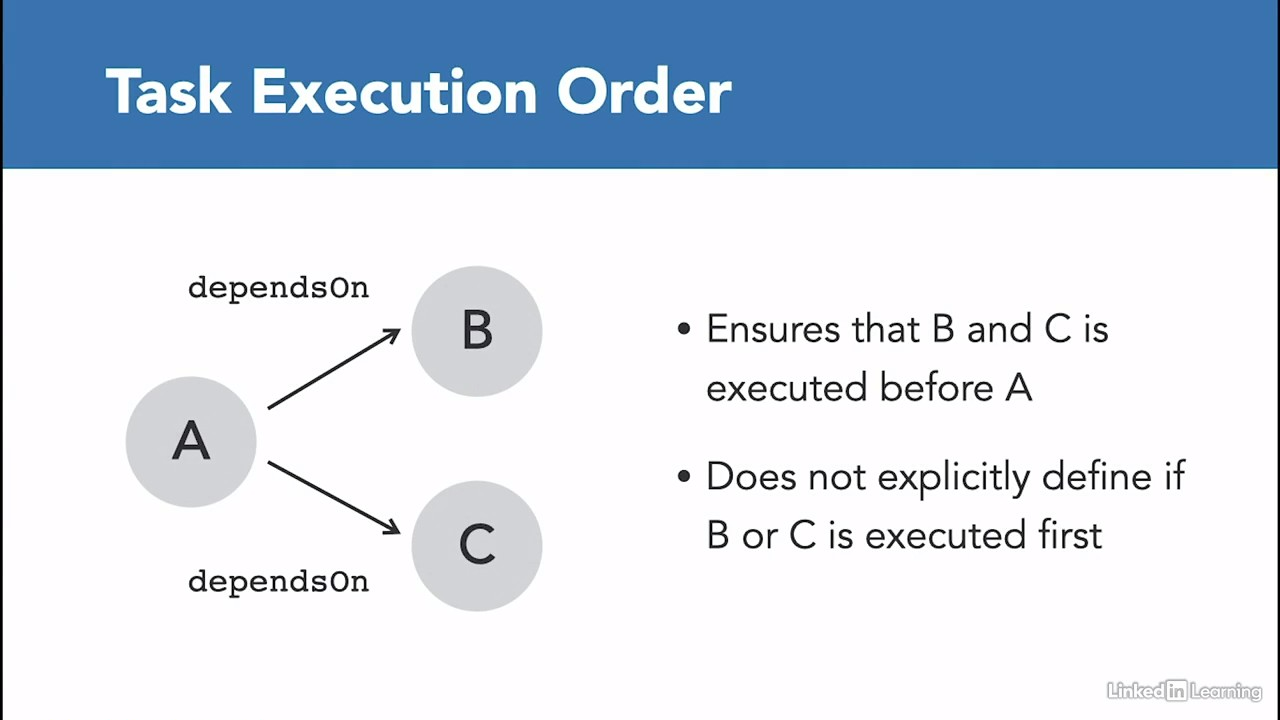 Task Execution Order
dependsOn
B
A
C
dependsOn
• Ensures that B and C is
executed before A
• Does not explicitly define if
B or C is executed first
Linked in Learning